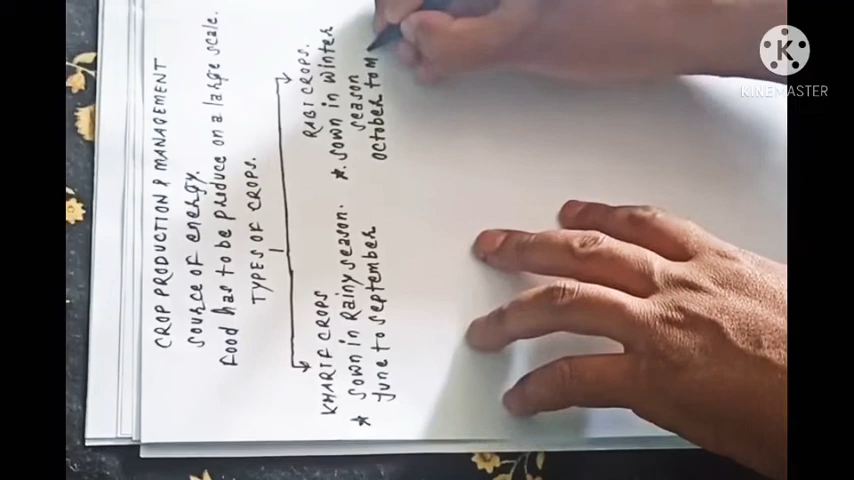 CROP PRODUCTION & MANAGEMENT
source of energy.
Food has to be produce on a large scale.
TYPES OF CROPS.
KHARIF CROPS
★ Sown in Rainy season.
June to September
RABI CROPS.
★. Sown in winter
season
October to M
KINEMASTER